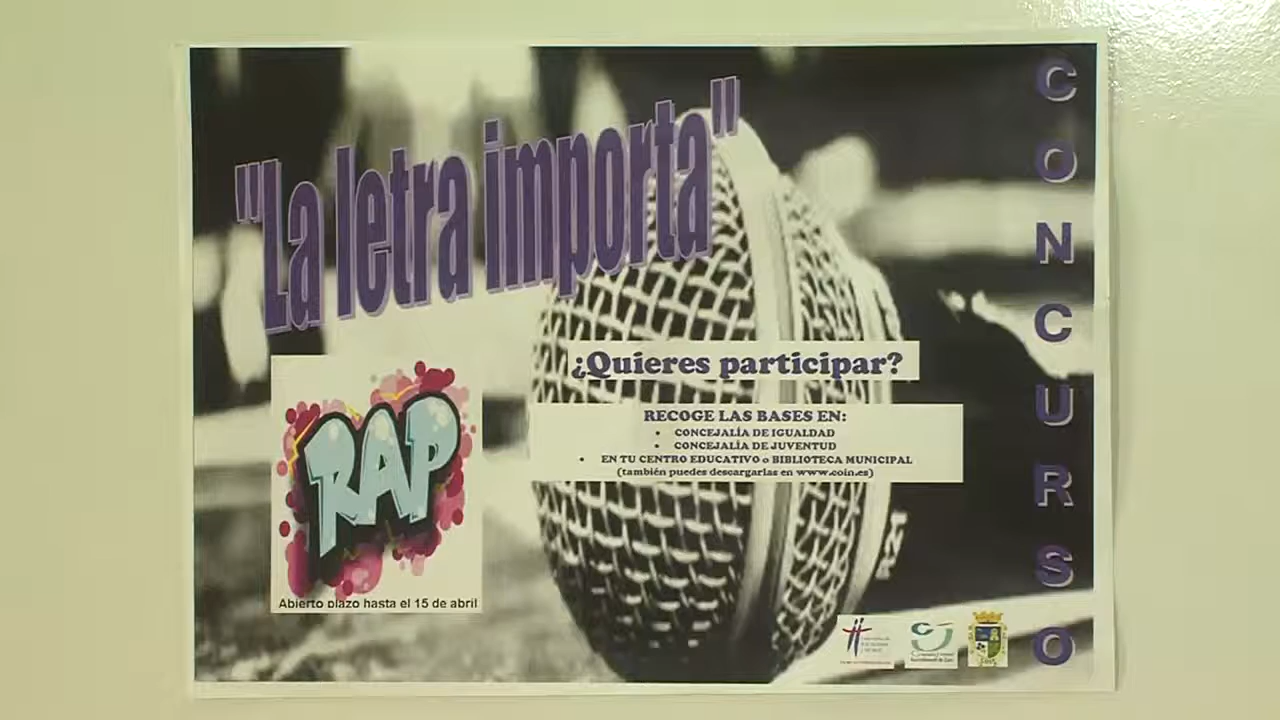 "La letra importa"
CONCURSO
¿Quieres participar?
RECOGE LAS BASES EN:
• CONCEJALÍA DE IGUALDAD
• CONCEJALÍA DE JUVENTUD
• EN TU CENTRO EDUCATIVO o BIBLIOTECA MUNICIPAL
(también puedes descargarlas en www.coin.es)
RAP
Abierto plazo hasta el 15 de abril